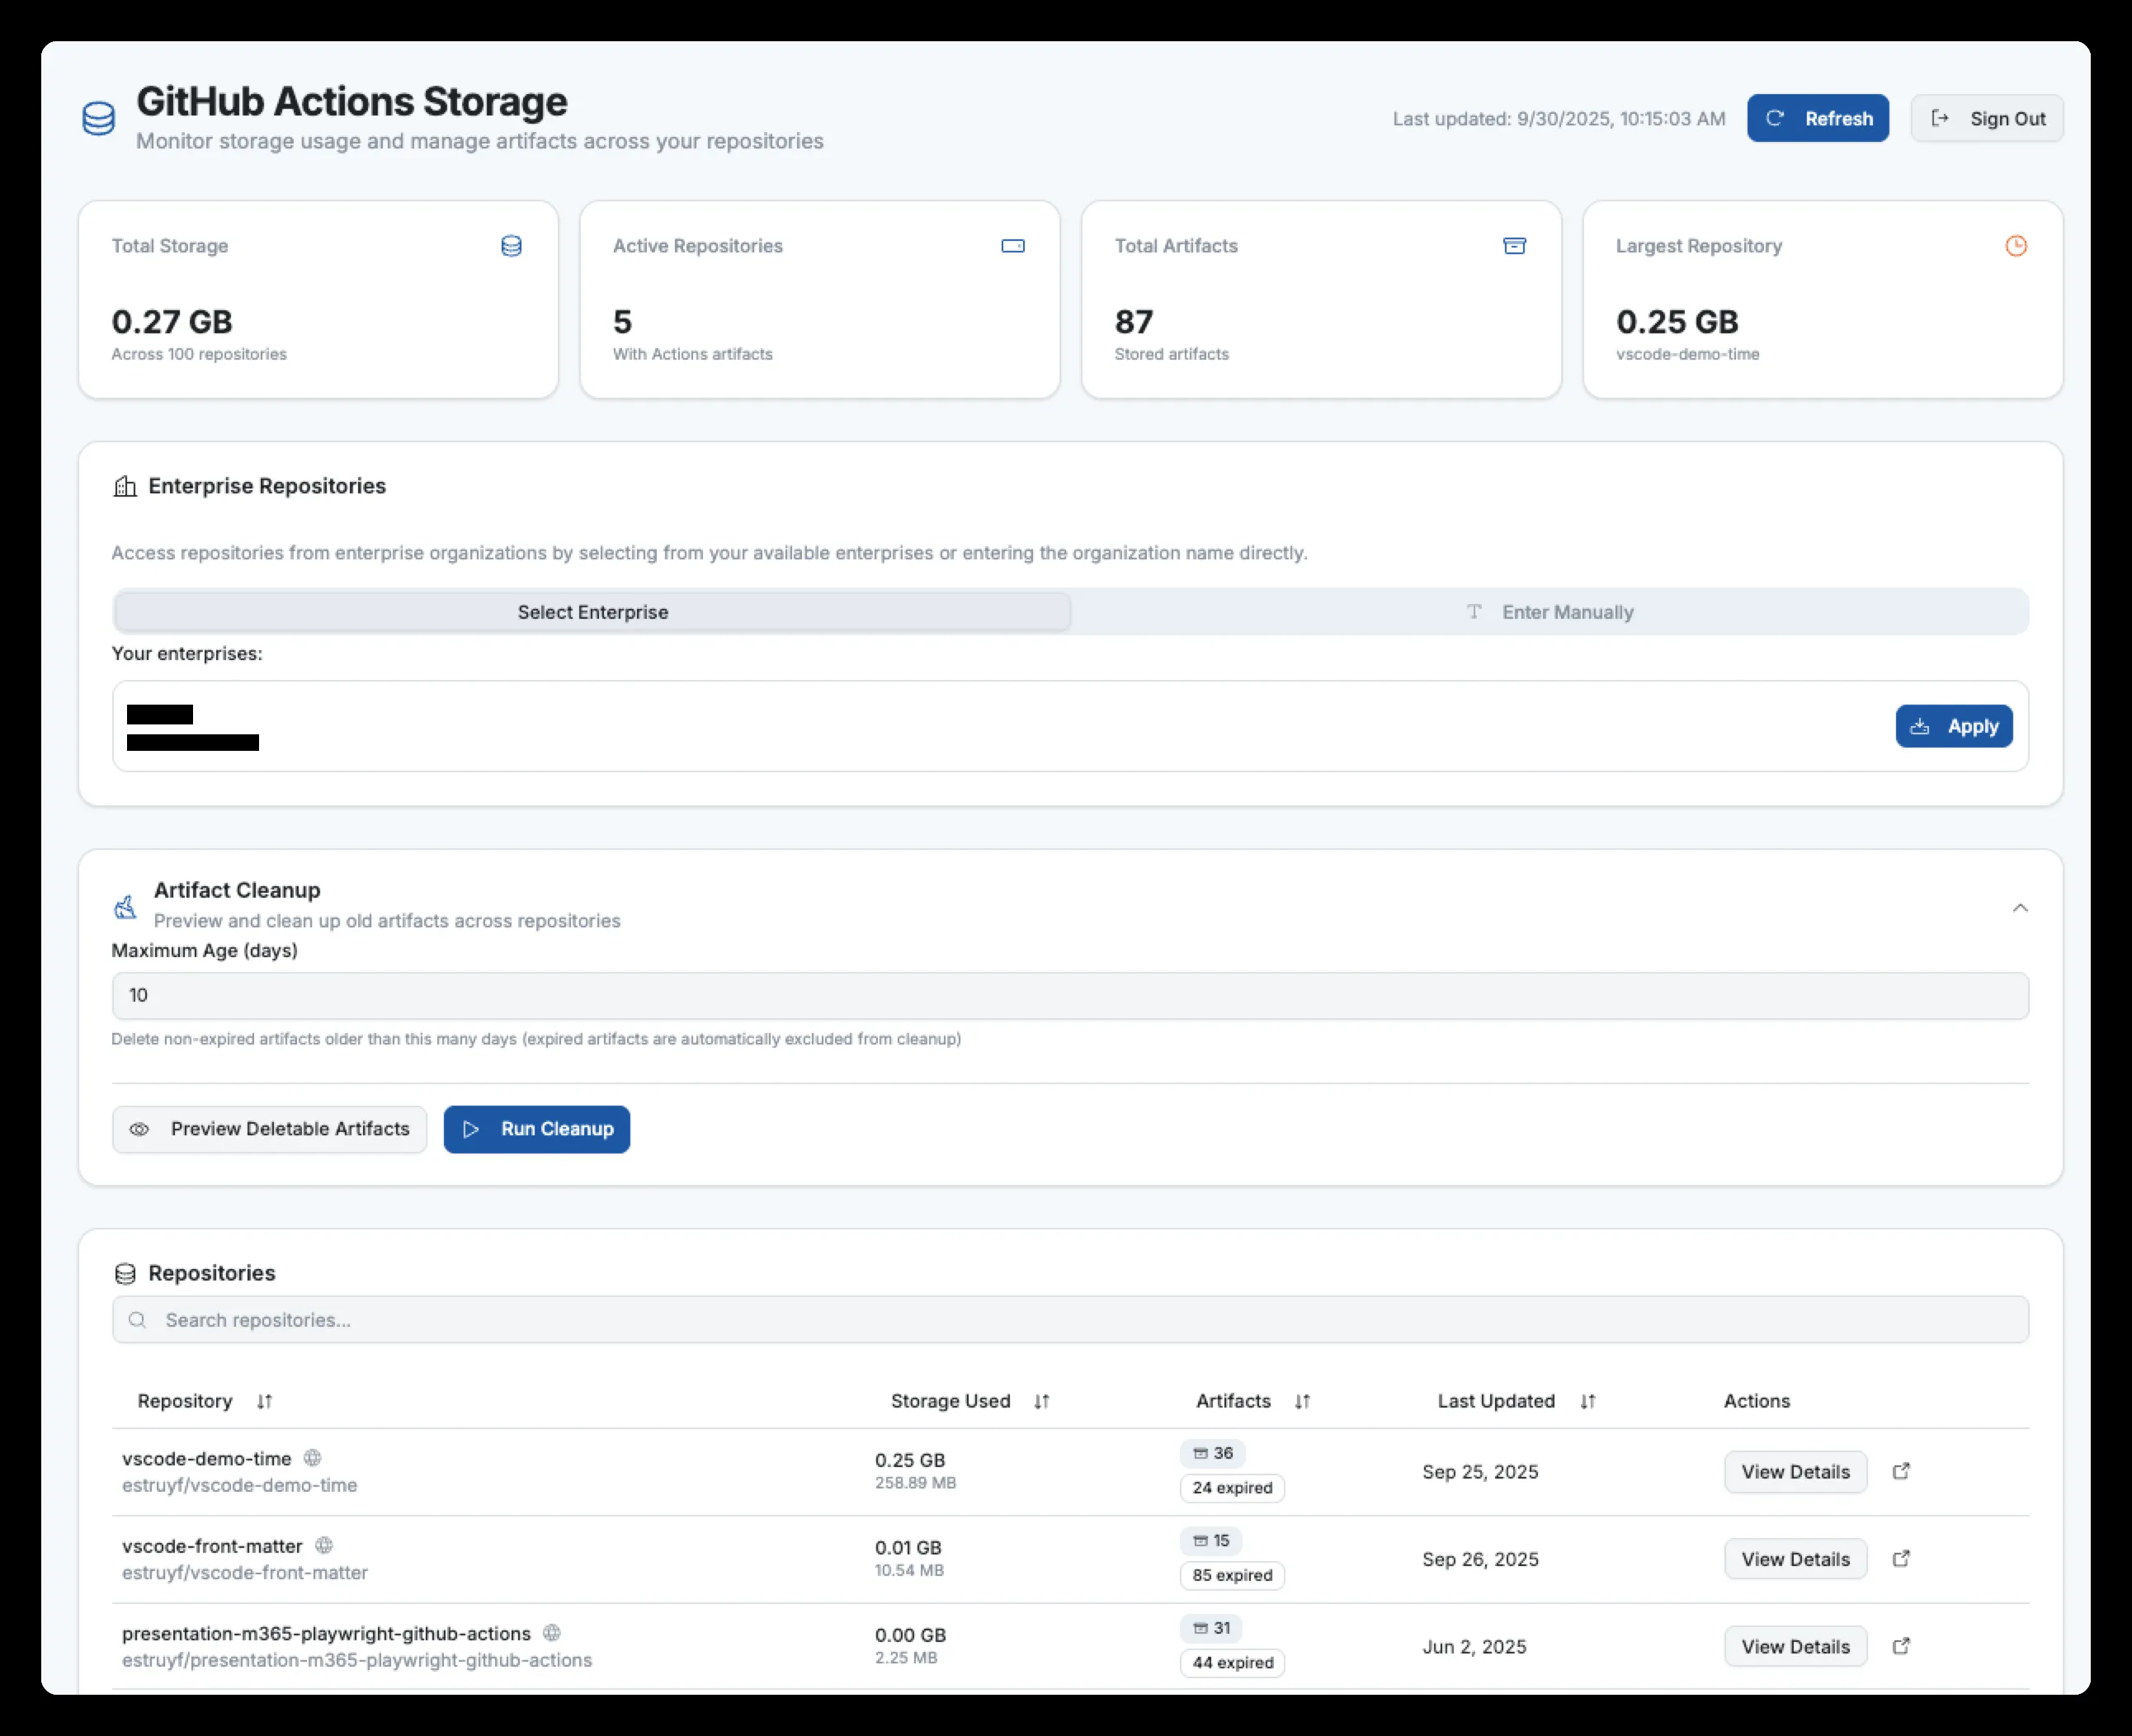 GitHub Actions Storage
Monitor storage usage and manage artifacts across your repositories
Last updated: 9/30/2025, 10:15:03 AM
Refresh
Sign Out
Total Storage
0.27 GB
Across 100 repositories
Active Repositories
5
With Actions artifacts
Total Artifacts
87
Stored artifacts
Largest Repository
0.25 GB
vscode-demo-time
Enterprise Repositories
Access repositories from enterprise organizations by selecting from your available enterprises or entering the organization name directly.
Select Enterprise
T Enter Manually
Your enterprises:
Apply
Artifact Cleanup
Preview and clean up old artifacts across repositories
Maximum Age (days)
10
Delete non-expired artifacts older than this many days (expired artifacts are automatically excluded from cleanup)
Preview Deletable Artifacts
Run Cleanup
Repositories
Search repositories...
Repository Storage Used Artifacts Last Updated Actions
vscode-demo-time
estruyf/vscode-demo-time
0.25 GB
258.89 MB
36
24 expired
Sep 25, 2025
View Details
vscode-front-matter
estruyf/vscode-front-matter
0.01 GB
10.54 MB
15
85 expired
Sep 26, 2025
View Details
presentation-m365-playwright-github-actions
estruyf/presentation-m365-playwright-github-actions
0.00 GB
2.25 MB
31
44 expired
Jun 2, 2025
View Details